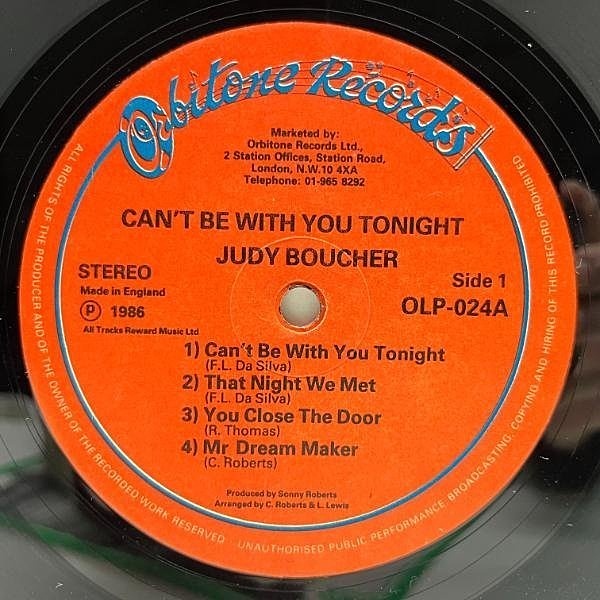 Orbitone Records
Marketed by:
Orbitone Records Ltd.,
2 Station Offices, Station Road,
London, N.W.10 4XA
Telephone: 01-965 8292
CAN'T BE WITH YOU TONIGHT
JUDY BOUCHER
STEREO
Made in England
Ⓟ 1986
All Tracks Reward Music Ltd
Side 1
OLP-024A
1) Can't Be With You Tonight
(F.L. Da Silva)
2) That Night We Met
(F.L. Da Silva)
3) You Close The Door
(R. Thomas)
4) Mr Dream Maker
(C. Roberts)
Produced by Sonny Roberts
Arranged by C. Roberts & L. Lewis
ALL RIGHTS OF THE PRODUCER AND OF THE OWNER OF THE RECORDED WORK RESERVED
UNAUTHORISED PUBLIC PERFORMANCE BROADCASTING, COPYING AND HIRING OF THIS RECORD PROHIBITED